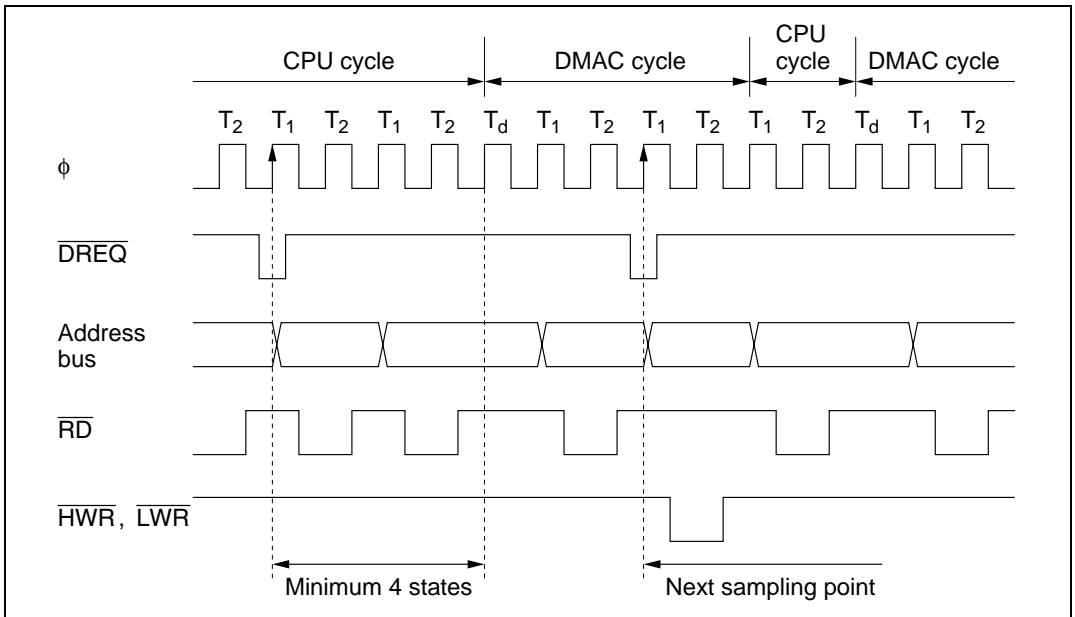 CPU cycle DMAC cycle CPU cycle DMAC cycle
T2 T1 T2 T1 T2 Td T1 T2 T1 T2 T1 T2 Td T1 T2
φ
DREQ
Address
bus
RD
HWR, LWR
Minimum 4 states Next sampling point